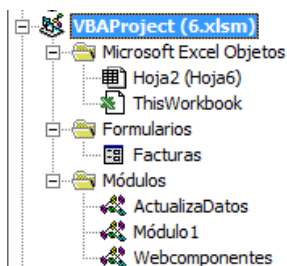 VBAProject (6.xlsm)
Microsoft Excel Objetos
Hoja2 (Hoja6)
ThisWorkbook
Formularios
Facturas
Módulos
ActualizaDatos
Módulo1
Webcomponentes